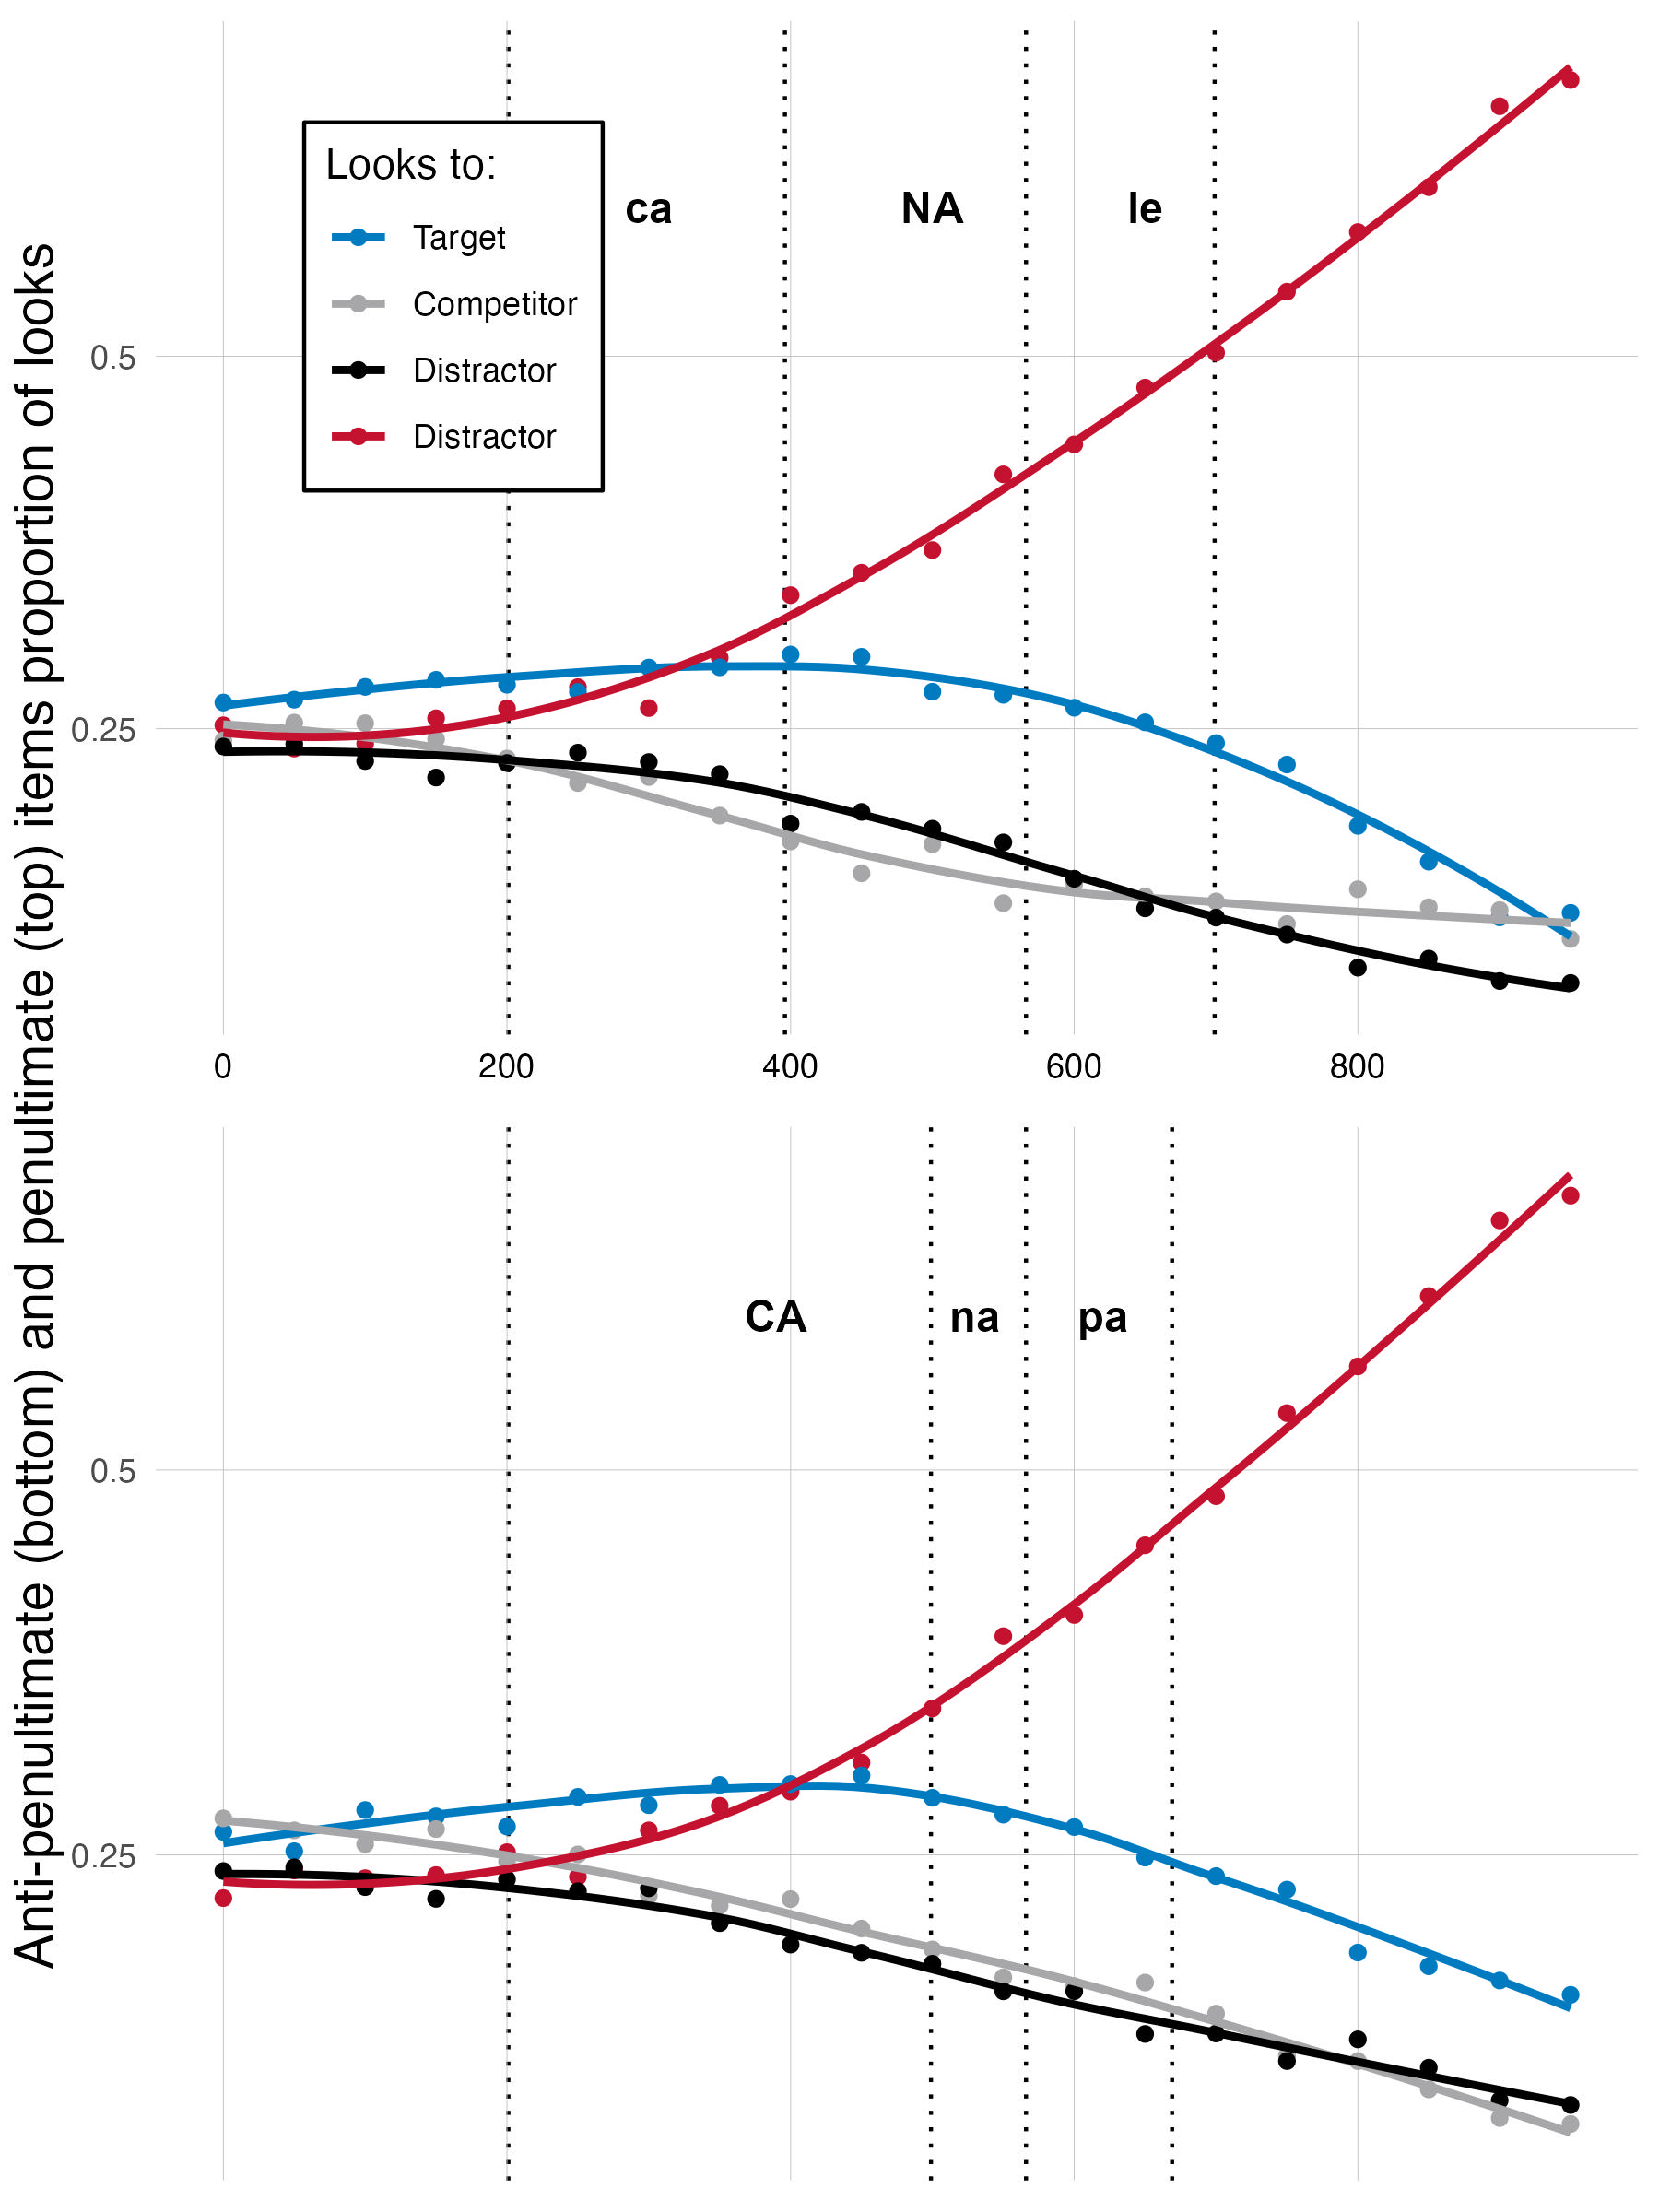 Anti-penultimate (bottom) and penultimate (top) items proportion of looks
Looks to:
Target
Competitor
Distractor
Distractor
ca
NA
le
0.5
0.25
0
200
400
600
800
CA
na
pa
0.5
0.25